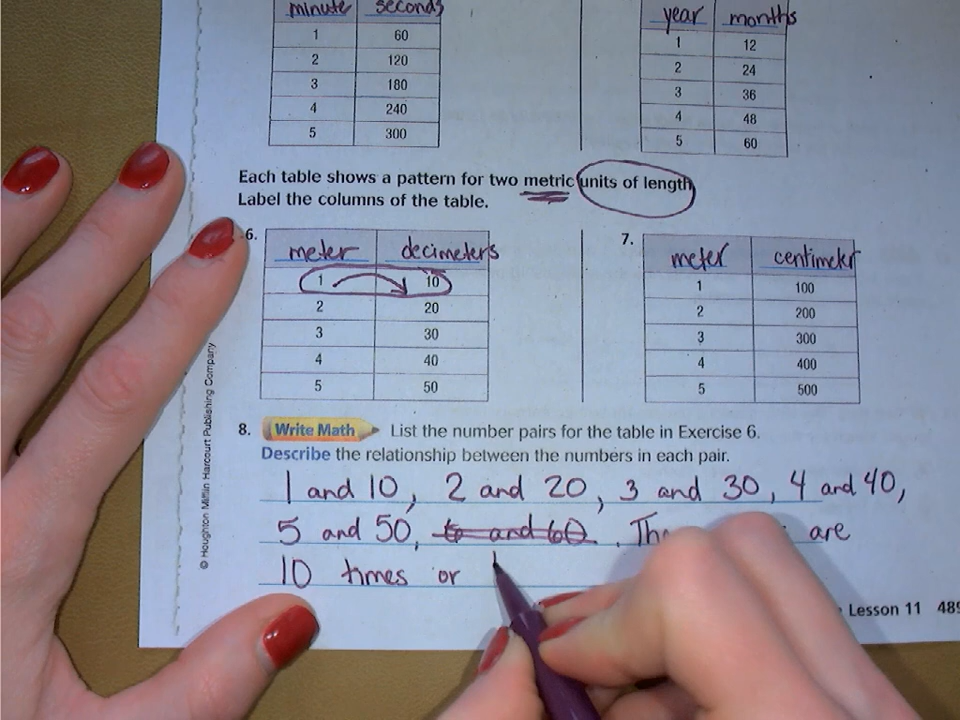 minute seconds year months
1 60 1 12
2 120 2 24
3 180 3 36
4 240 4 48
5 300 5 60
Each table shows a pattern for two metric units of length.
Label the columns of the table.
6. meter decimeters 7. meter centimeter
1 10 1 100
2 20 2 200
3 30 3 300
4 40 4 400
5 50 5 500
8. Write Math List the number pairs for the table in Exercise 6.
Describe the relationship between the numbers in each pair.
1 and 10, 2 and 20, 3 and 30, 4 and 40,
5 and 50, 6 and 60. are
10 times or
Lesson 11 489
© Houghton Mifflin Harcourt Publishing Company